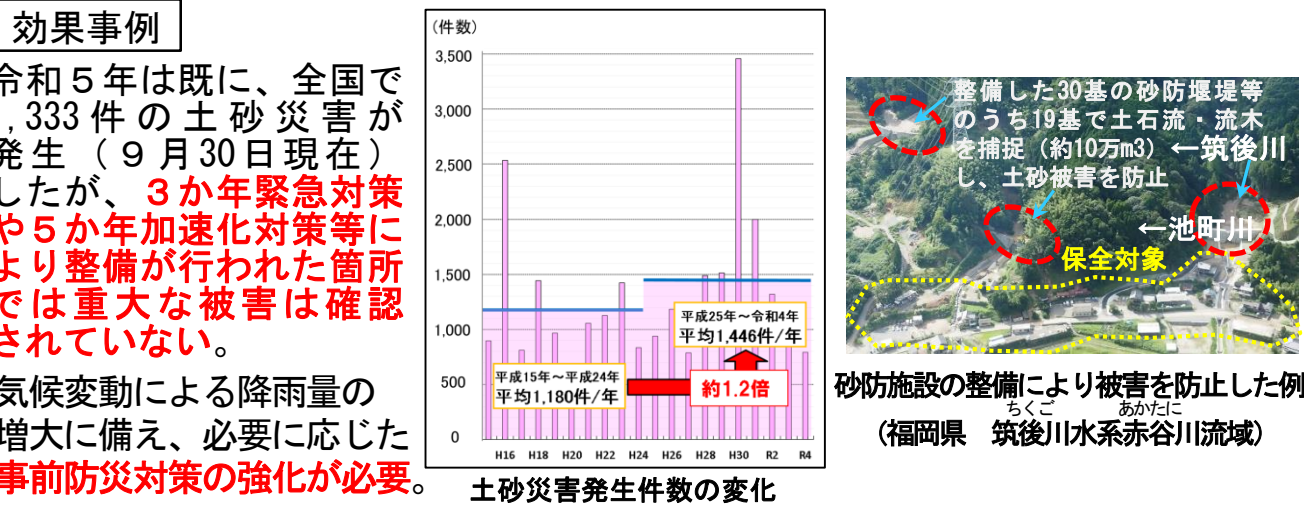 効果事例
令和５年は既に、全国で
,333件の土砂災害が
発生（９月30日現在）
したが、３か年緊急対策
や５か年加速化対策等に
より整備が行われた箇所
では重大な被害は確認
されていない。
気候変動による降雨量の
増大に備え、必要に応じた
事前防災対策の強化が必要。
（件数）
3,500
3,000
2,500
2,000
1,500
1,000
500
0
平成15年～平成24年
平均1,180件/年
平成25年～令和4年
平均1,446件/年
約1.2倍
H16 H18 H20 H22 H24 H26 H28 H30 R2 R4
土砂災害発生件数の変化
整備した30基の砂防堰堤等
のうち19基で土石流・流木
を捕捉（約10万m3）
し、土砂被害を防止
←筑後川
←池町川
保全対象
砂防施設の整備により被害を防止した例
ちくご あかたに
（福岡県　筑後川水系赤谷川流域）